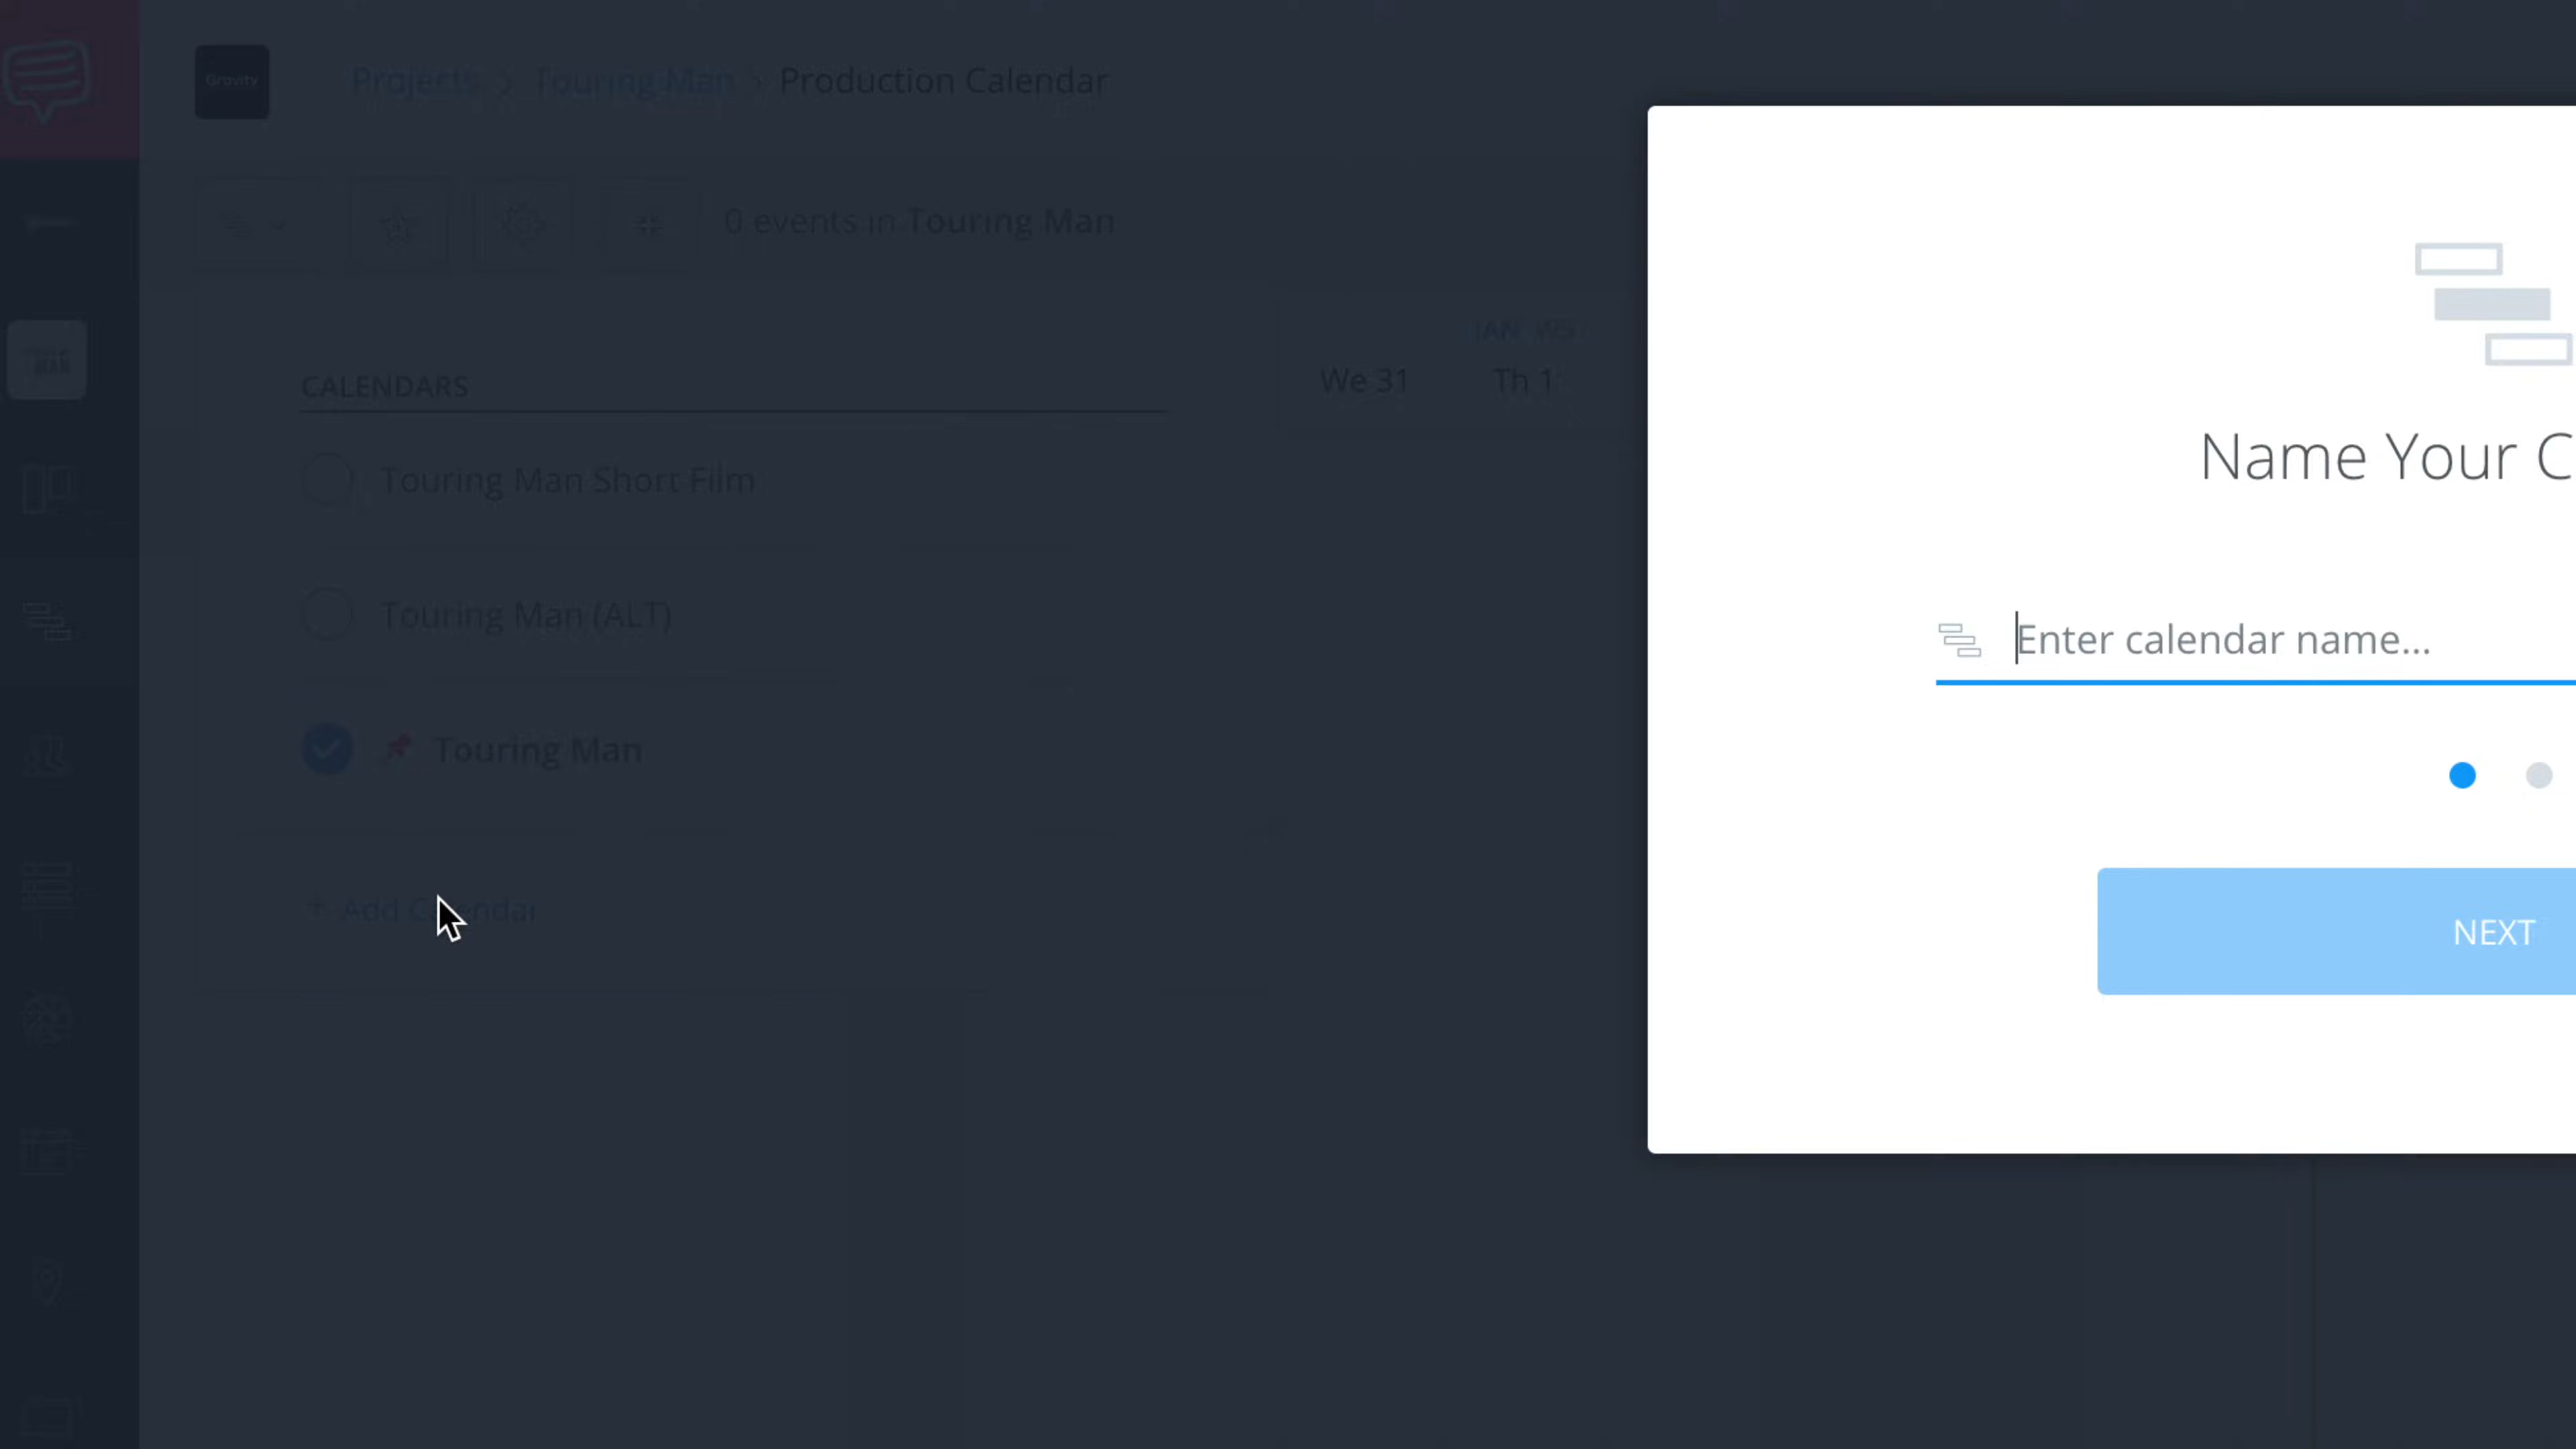 Gravity
Projects > Touring Man > Production Calendar
0 events in Touring Man
CALENDARS
We 31
Th 1
Touring Man Short Film
Touring Man (ALT)
Touring Man
+ Add Calendar
Name Your C
Enter calendar name...
NEXT